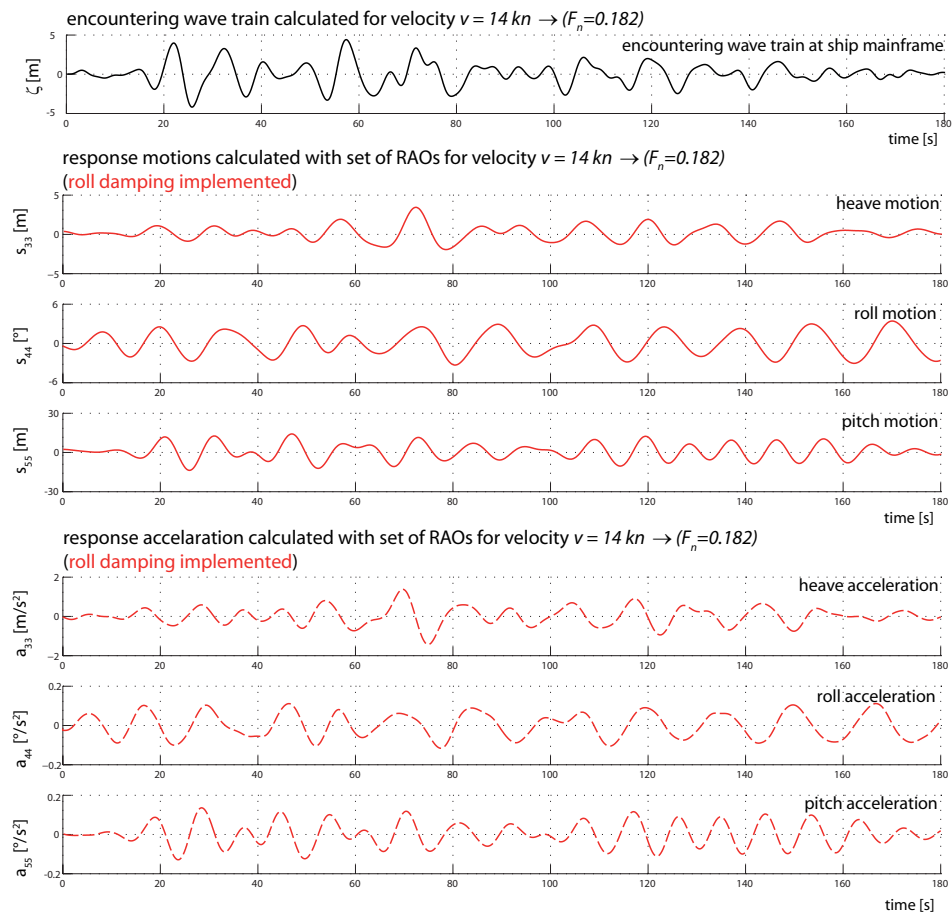 encountering wave train calculated for velocity v = 14 kn → (Fn=0.182)
encountering wave train at ship mainframe
ζ [m]
5
0
-5
0 20 40 60 80 100 120 140 160 180
time [s]
response motions calculated with set of RAOs for velocity v = 14 kn → (Fn=0.182)
(roll damping implemented)
heave motion
s33 [m]
5
0
−5
0 20 40 60 80 100 120 140 160 180
roll motion
s44 [°]
6
0
-6
0 20 40 60 80 100 120 140 160 180
pitch motion
s55 [m]
30
0
-30
0 20 40 60 80 100 120 140 160 180
time [s]
response accelaration calculated with set of RAOs for velocity v = 14 kn → (Fn=0.182)
(roll damping implemented)
heave acceleration
a33 [m/s²]
2
0
−2
0 20 40 60 80 100 120 140 160 180
roll acceleration
a44 [°/s²]
0.2
0
−0.2
0 20 40 60 80 100 120 140 160 180
pitch acceleration
a55 [°/s²]
0.2
0
-0.2
0 20 40 60 80 100 120 140 160 180
time [s]